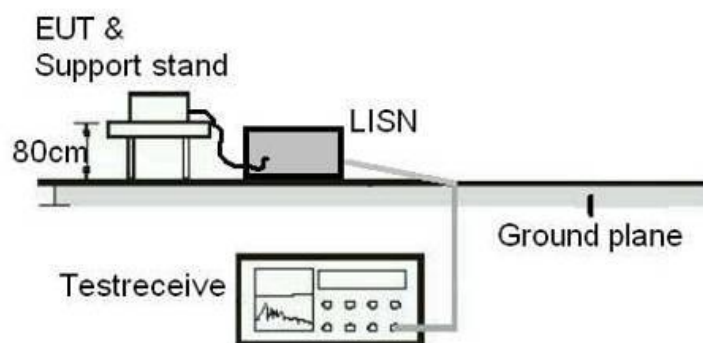 EUT &
Support stand
LISN
80cm
Ground plane
Testreceive